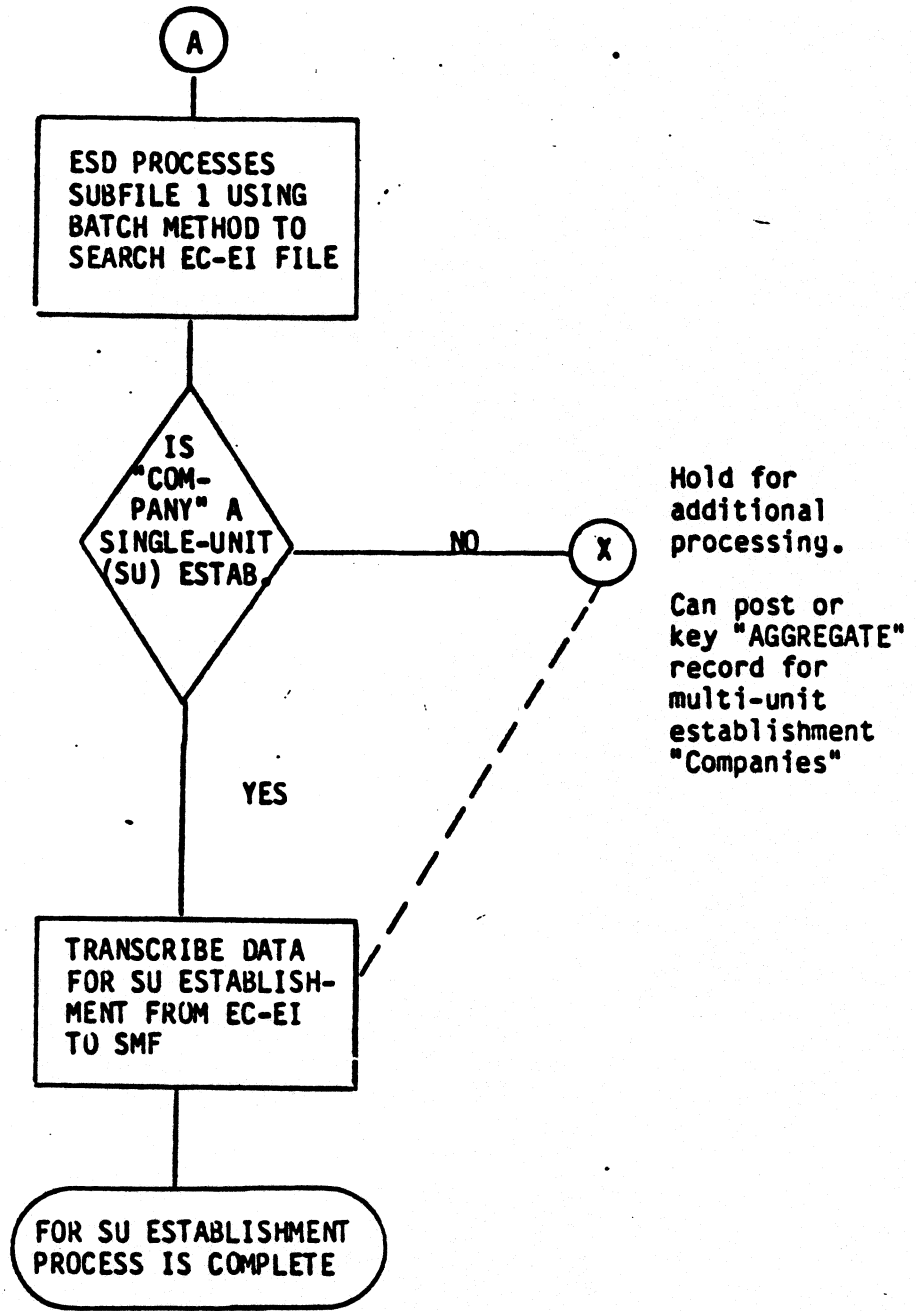 A
ESD PROCESSES
SUBFILE 1 USING
BATCH METHOD TO
SEARCH EC-EI FILE
IS
"COM-
PANY" A
SINGLE-UNIT
(SU) ESTAB.
NO
X
Hold for
additional
processing.
Can post or
key "AGGREGATE"
record for
multi-unit
establishment
"Companies"
YES
TRANSCRIBE DATA
FOR SU ESTABLISH-
MENT FROM EC-EI
TO SMF
FOR SU ESTABLISHMENT
PROCESS IS COMPLETE